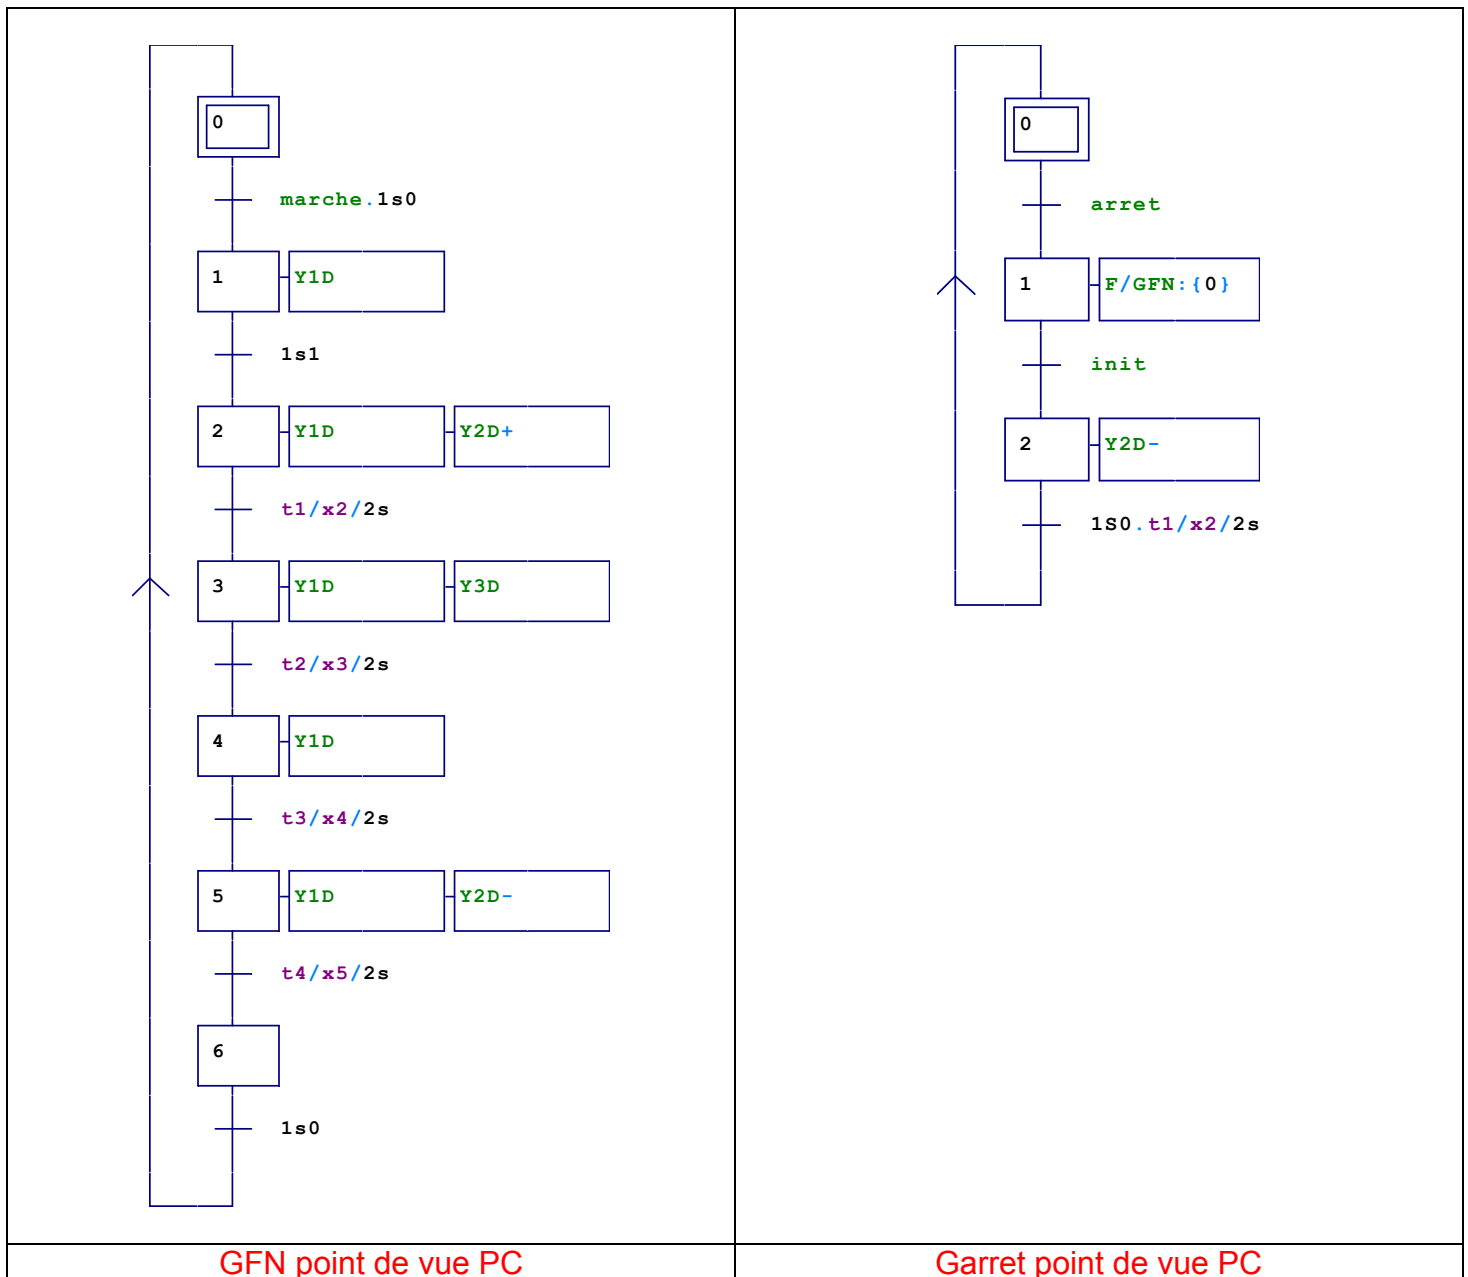 0
marche.1s0
1 Y1D
1s1
2 Y1D Y2D+
t1/x2/2s
3 Y1D Y3D
t2/x3/2s
4 Y1D
t3/x4/2s
5 Y1D Y2D-
t4/x5/2s
6
1s0
GFN point de vue PC
0
arret
1 F/GFN:{0}
init
2 Y2D-
1S0.t1/x2/2s
Garret point de vue PC